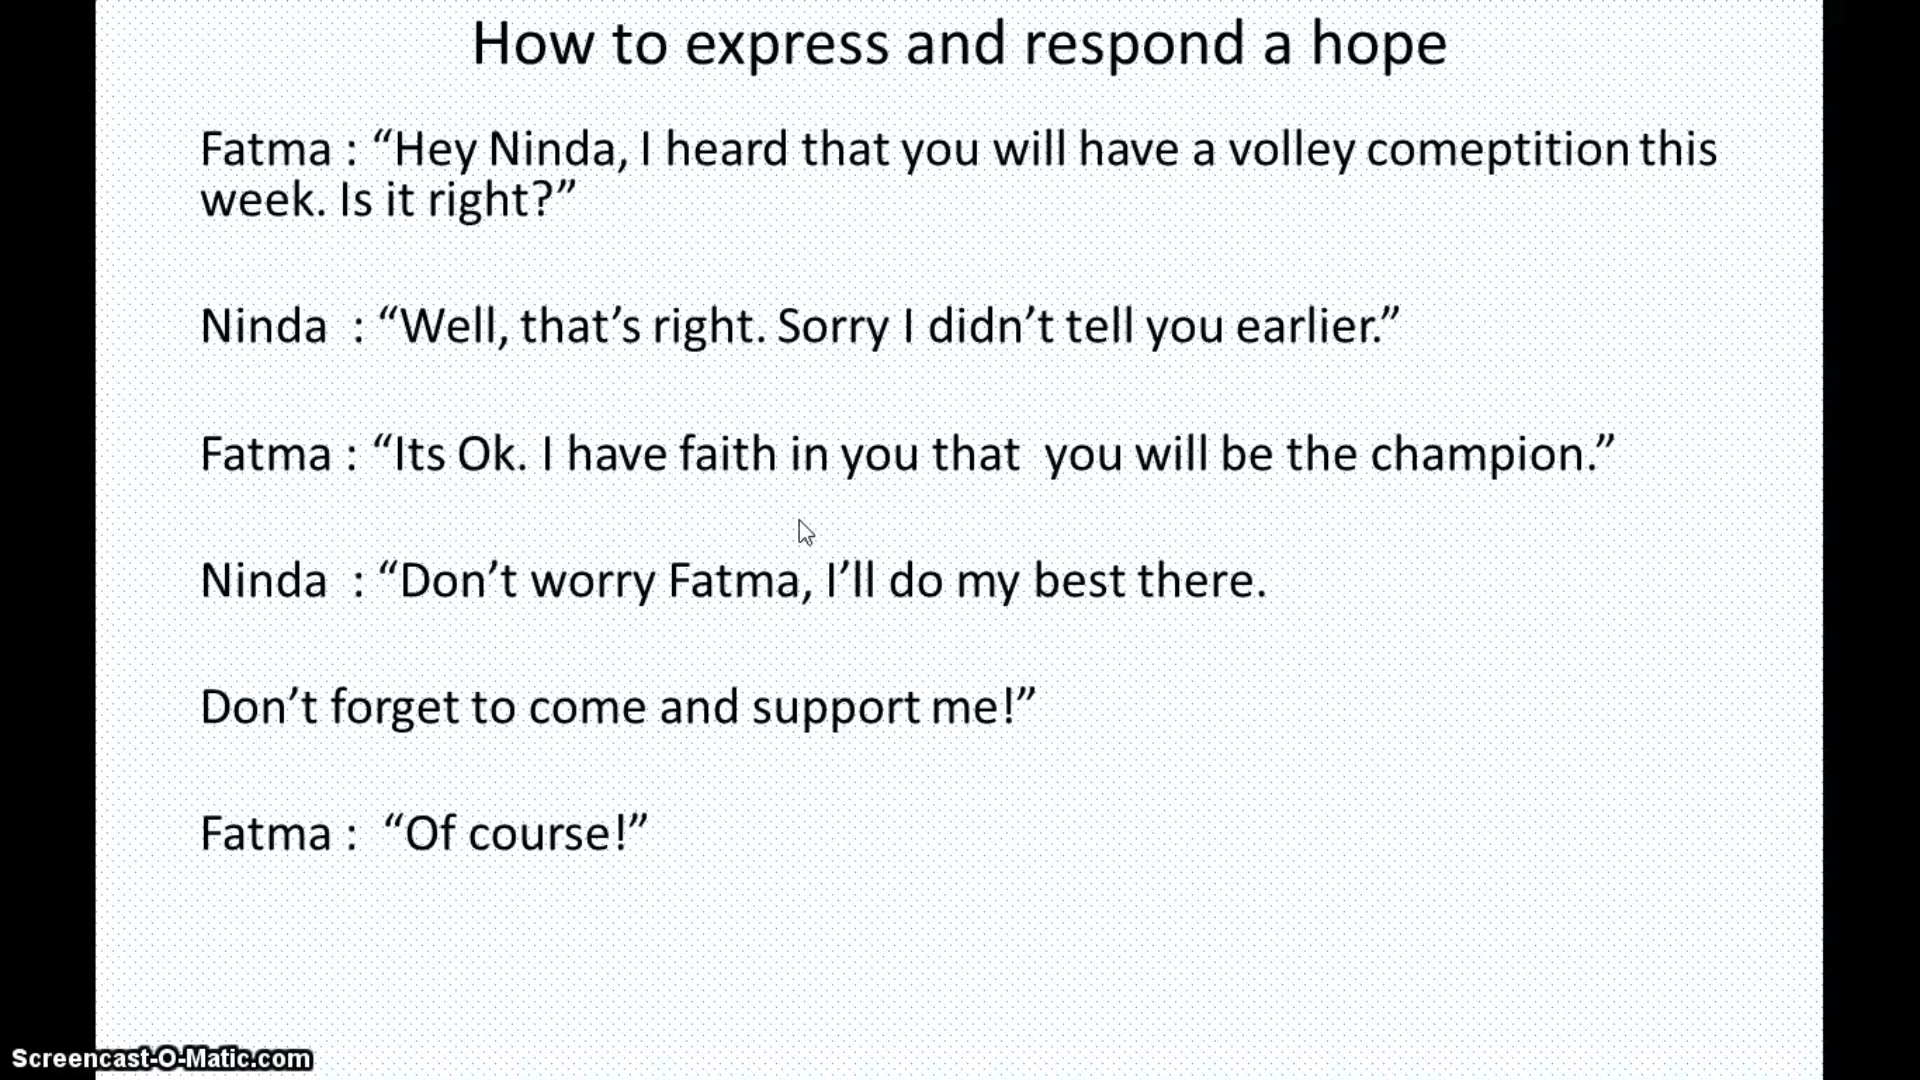 How to express and respond a hope
Fatma : “Hey Ninda, I heard that you will have a volley comeptition this
week. Is it right?”
Ninda  : “Well, that’s right. Sorry I didn’t tell you earlier.”
Fatma : “Its Ok. I have faith in you that  you will be the champion.”
Ninda  : “Don’t worry Fatma, I’ll do my best there.
Don’t forget to come and support me!”
Fatma :  “Of course!”
Screencast-O-Matic.com